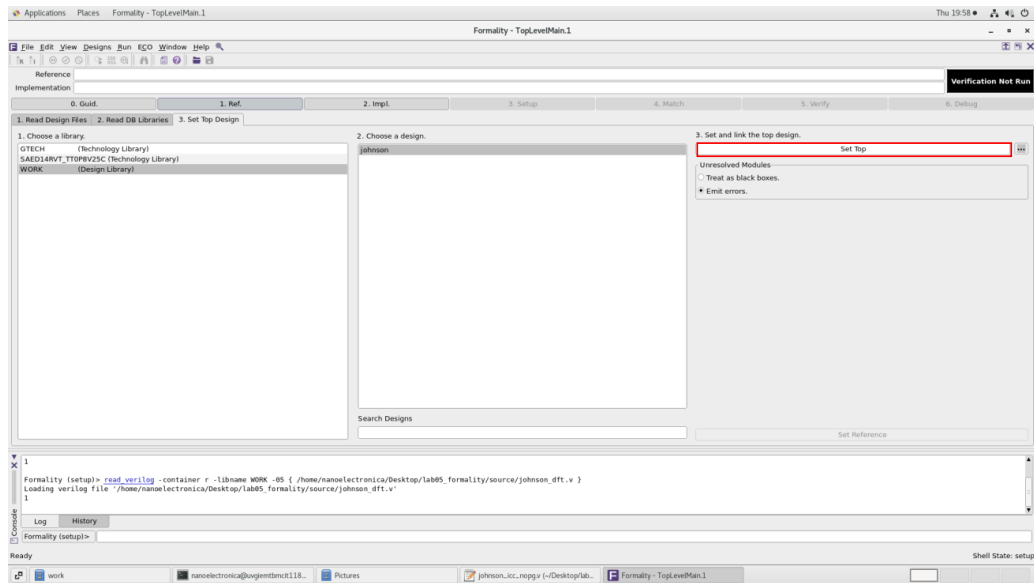 Applications Places Formality - TopLevelMain.1 Thu 19:58
Formality - TopLevelMain.1
File Edit View Designs Run ECO Window Help
Reference
Implementation
Verification Not Run
0. Guid. 1. Ref. 2. Impl. 3. Setup 4. Match 5. Verify 6. Debug
1. Read Design Files 2. Read DB Libraries 3. Set Top Design
1. Choose a library. 2. Choose a design. 3. Set and link the top design.
GTECH (Technology Library) johnson Set Top ...
SAED14RVT_TT0P8V25C (Technology Library) Unresolved Modules
WORK (Design Library) Treat as black boxes.
Emit errors.
Search Designs
Set Reference
1
Formality (setup)> read_verilog -container r -libname WORK -05 { /home/nanoelectronica/Desktop/lab05_formality/source/johnson_dft.v }
Loading verilog file '/home/nanoelectronica/Desktop/lab05_formality/source/johnson_dft.v'
1
Console
Log History
Formality (setup)>
Ready Shell State: setup
work nanoelectronica@uvgiemtbmcit118... Pictures johnson_icc_nopg.v (~/Desktop/lab... Formality - TopLevelMain.1